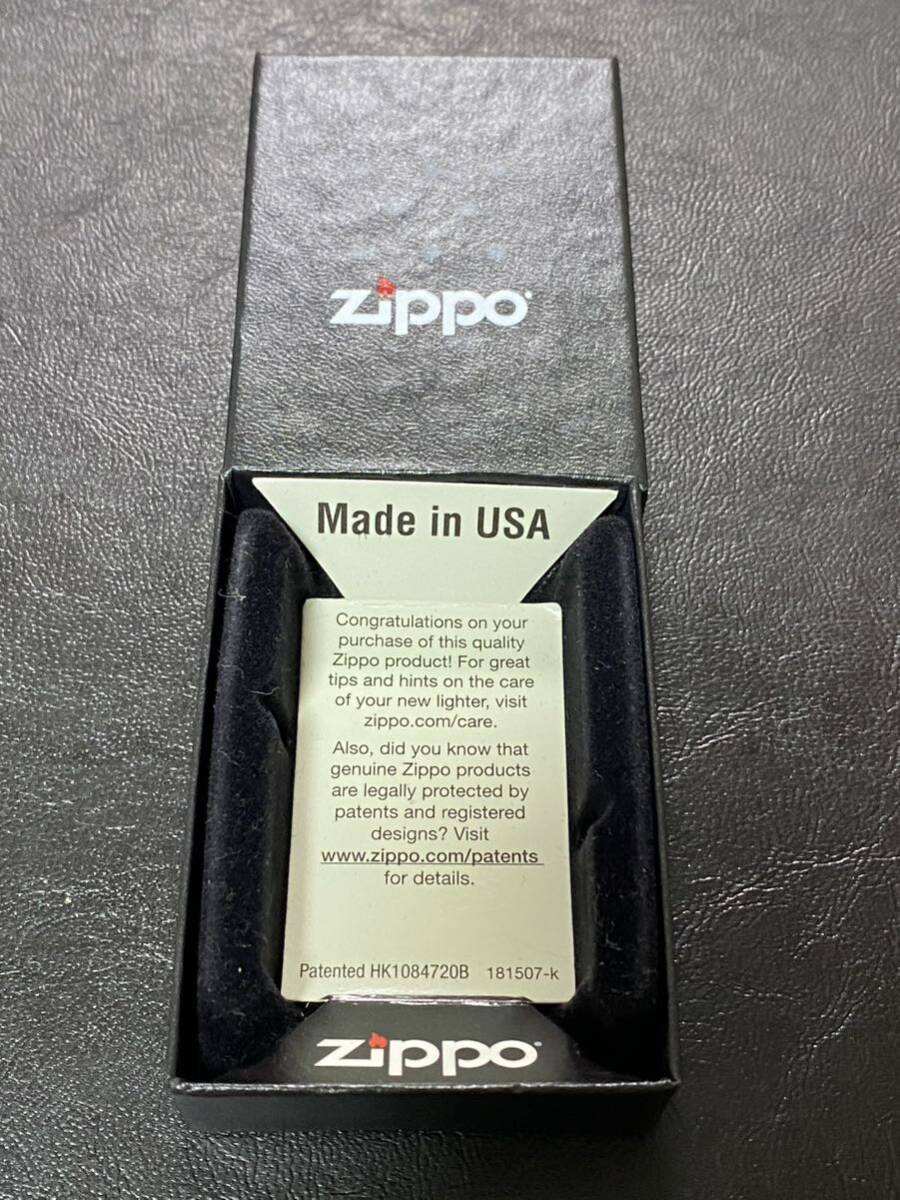 zippo
Made in USA
Congratulations on your
purchase of this quality
Zippo product! For great
tips and hints on the care
of your new lighter, visit
zippo.com/care.
Also, did you know that
genuine Zippo products
are legally protected by
patents and registered
designs? Visit
www.zippo.com/patents
for details.
Patented HK1084720B 181507-k
zippo